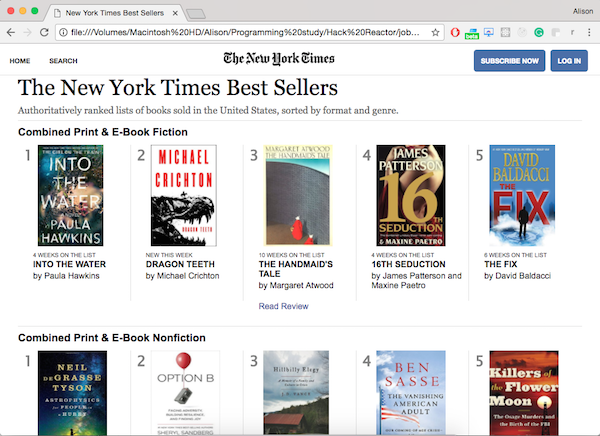 New York Times Best Sellers
Alison
file:///Volumes/Macintosh%20HD/Alison/Programming%20study/Hack%20Reactor/job...
HOME
SEARCH
The New York Times
SUBSCRIBE NOW
LOG IN
The New York Times Best Sellers
Authoritatively ranked lists of books sold in the United States, sorted by format and genre.
Combined Print & E-Book Fiction
1
INTO
THE
WATER
PAULA
HAWKINS
4 WEEKS ON THE LIST
INTO THE WATER
by Paula Hawkins
2
MICHAEL
CRICHTON
DRAGON TEETH
NEW THIS WEEK
DRAGON TEETH
by Michael Crichton
3
MARGARET ATWOOD
THE HANDMAID'S TALE
10 WEEKS ON THE LIST
THE HANDMAID'S
TALE
by Margaret Atwood
Read Review
4
JAMES
PATTERSON
16TH
SEDUCTION
& MAXINE PAETRO
4 WEEKS ON THE LIST
16TH SEDUCTION
by James Patterson and
Maxine Paetro
5
DAVID
BALDACCI
THE
FIX
6 WEEKS ON THE LIST
THE FIX
by David Baldacci
Combined Print & E-Book Nonfiction
1
NEIL
DEGRASSE
TYSON
ASTROPHYSICS
FOR PEOPLE
HURRY
2
OPTION B
SHERYL SANDBERG
3
Hillbilly Elegy
4
BEN
SASSE
THE VANISHING
AMERICAN
ADULT
5
Killers of
the Flower
Moon
The Osage Murders and
the Birth of the FBI